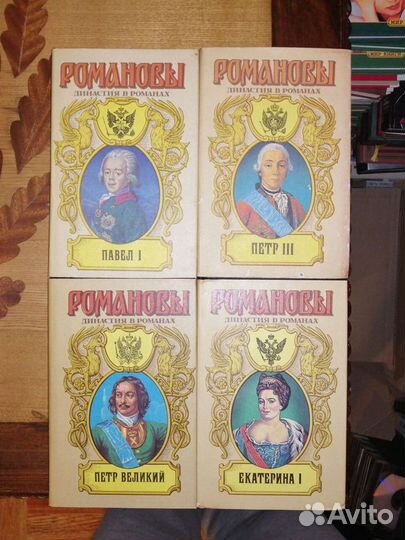 РОМАНОВЫ
ДИНАСТИЯ В РОМАНАХ
ПАВЕЛ I
РОМАНОВЫ
ДИНАСТИЯ В РОМАНАХ
ПЕТР III
РОМАНОВЫ
ДИНАСТИЯ В РОМАНАХ
ПЕТР ВЕЛИКИЙ
РОМАНОВЫ
ДИНАСТИЯ В РОМАНАХ
ЕКАТЕРИНА I
Avito